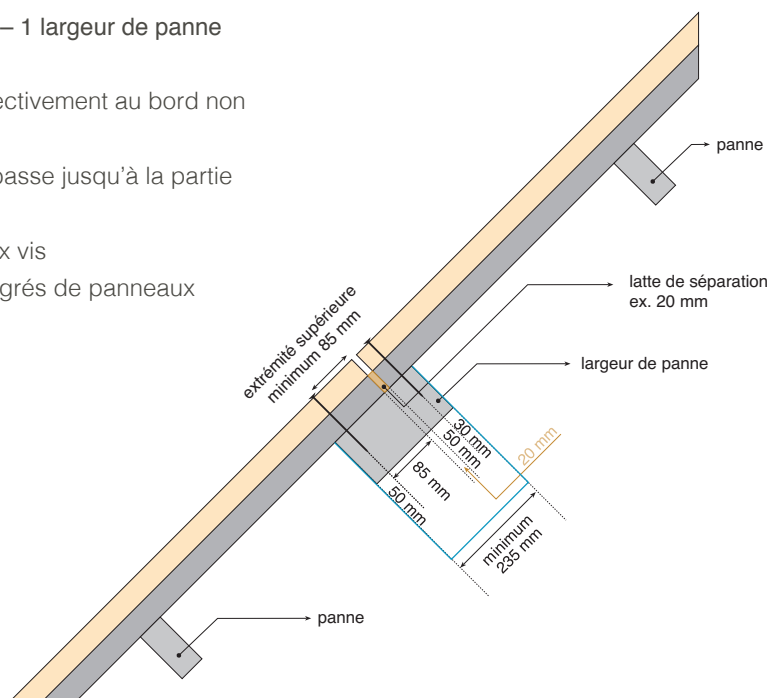 – 1 largeur de panne
ectivement au bord non
passe jusqu'à la partie
x vis
grés de panneaux
panne
latte de séparation
ex. 20 mm
largeur de panne
extrémité supérieure
minimum 85 mm
30 mm
50 mm
20 mm
85 mm
50 mm
minimum
235 mm
panne